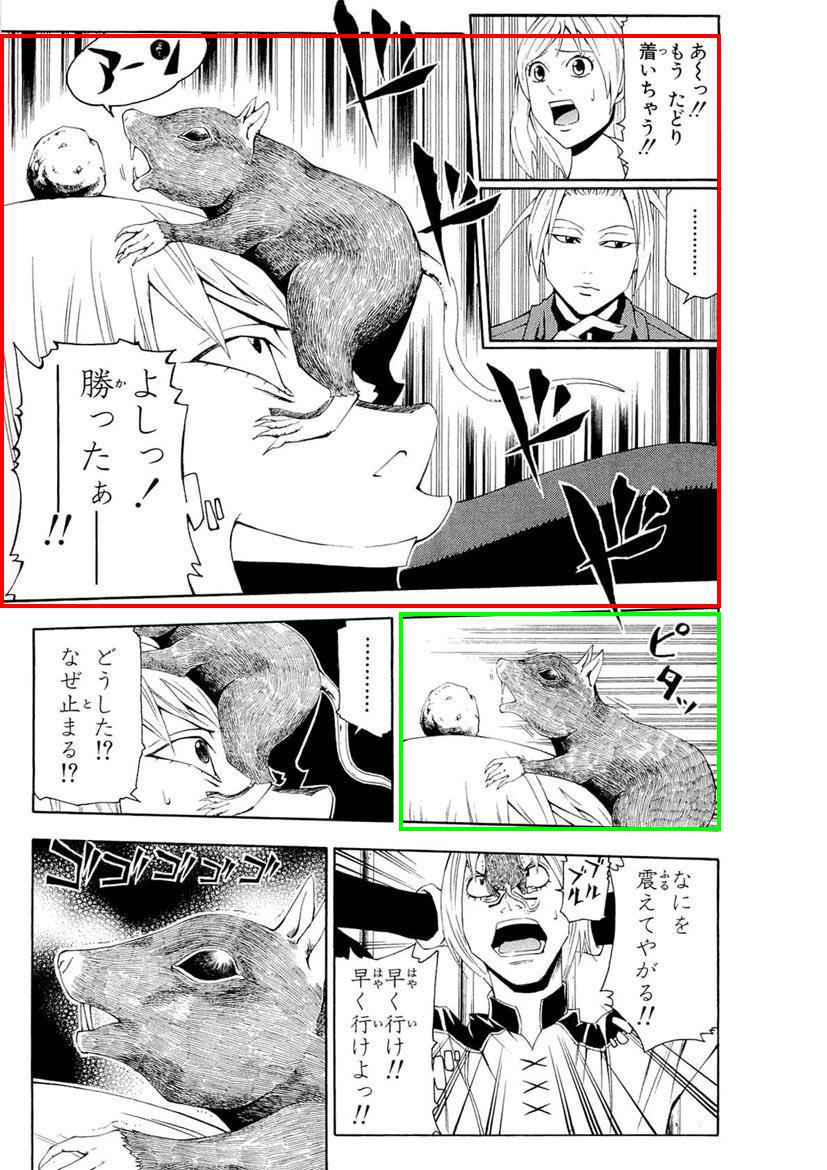 あ〜っ!!
もう たどり
着いちゃう!!
………
アーン
ドドドド
よしっ!
勝ったぁ――
――!!
ピタッ
………
どうした!?
なぜ止まる!?
なにを
震えてやがる!!
ブルブル
早く行け!!
早く行けよっ!!
ゴゴゴゴゴ